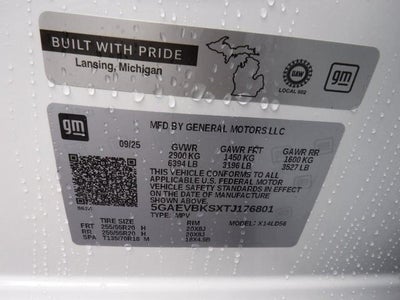 BUILT WITH PRIDE
Lansing, Michigan
UAW
LOCAL 602
gm
gm
MFD BY GENERAL MOTORS LLC
09/25 GVWR GAWR FRT GAWR RR
2900 KG 1450 KG 1600 KG
6394 LB 3196 LB 3527 LB
THIS VEHICLE CONFORMS TO ALL
APPLICABLE U.S. FEDERAL MOTOR
VEHICLE SAFETY
STANDARDS IN EFFECT ON THE DATE OF
MANUFACTURE SHOWN ABOVE.
5GAEVBKSXTJ176801
TYPE: MPV MODEL: X14LD56
TIRE SIZE RIM
FRT 255/55R20 H 20X8J
RR 255/55R20 H 20X8J
SPA T135/70R18 M 18X4.5B